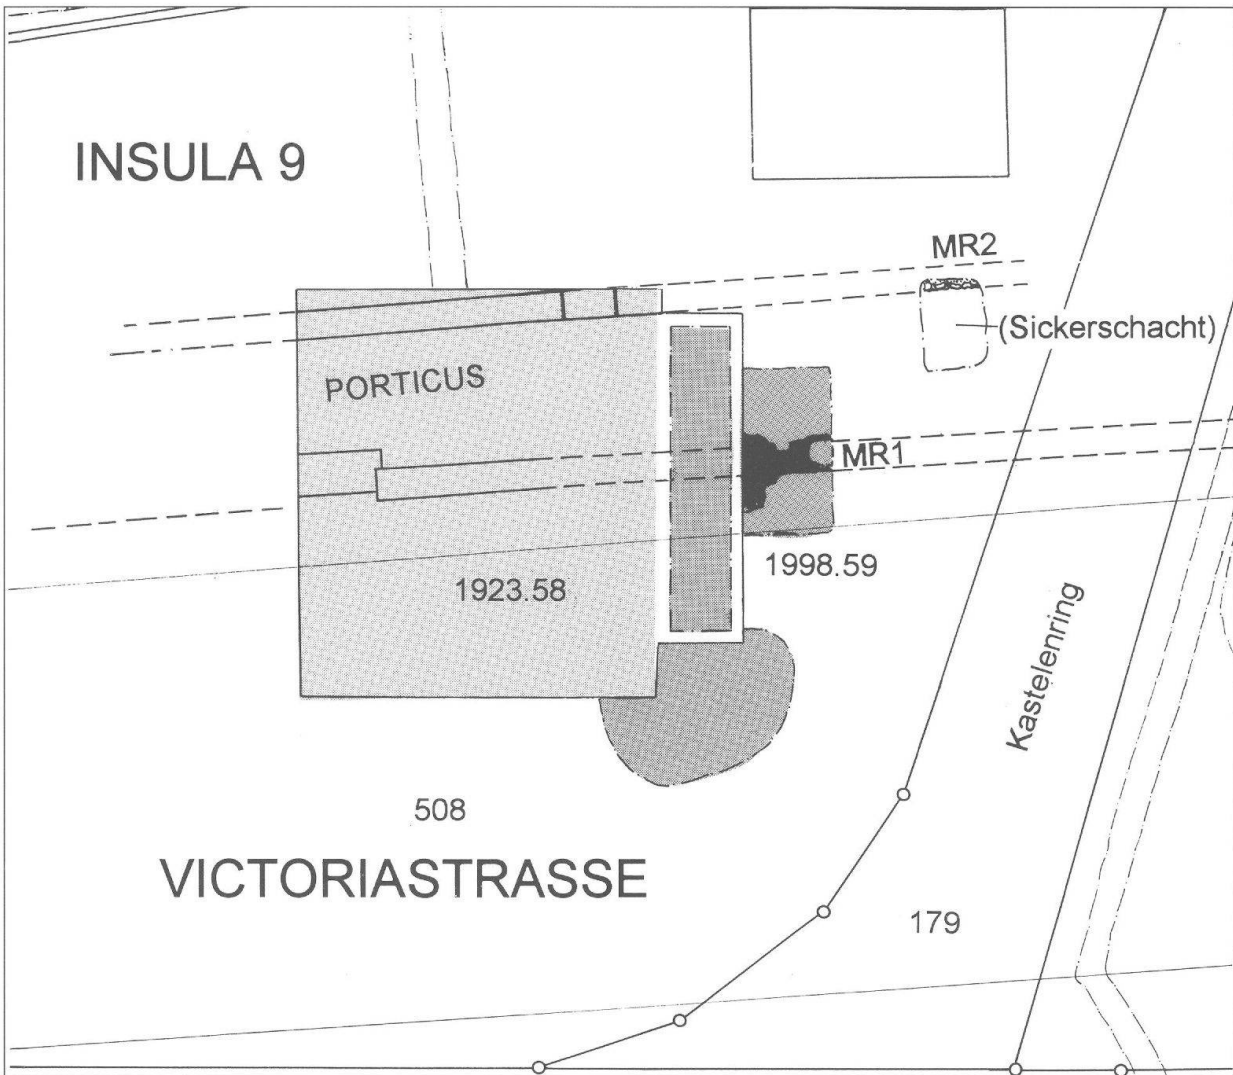 INSULA 9
MR2
(Sickerschacht)
PORTICUS
MR1
1998.59
1923.58
Kastelenring
508
VICTORIASTRASSE
179